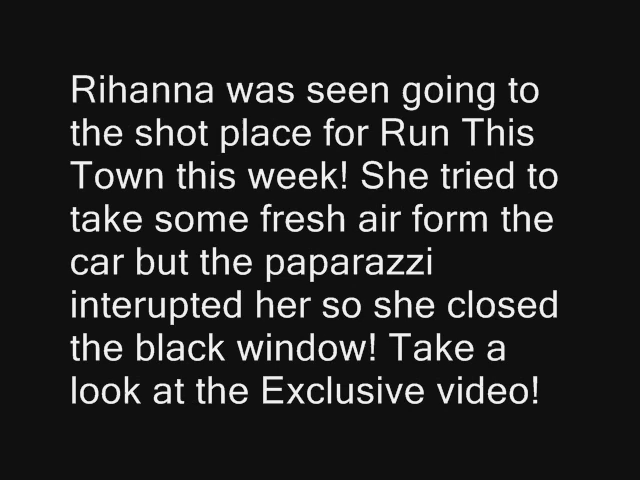 Rihanna was seen going to
the shot place for Run This
Town this week! She tried to
take some fresh air form the
car but the paparazzi
interupted her so she closed
the black window! Take a
look at the Exclusive video!